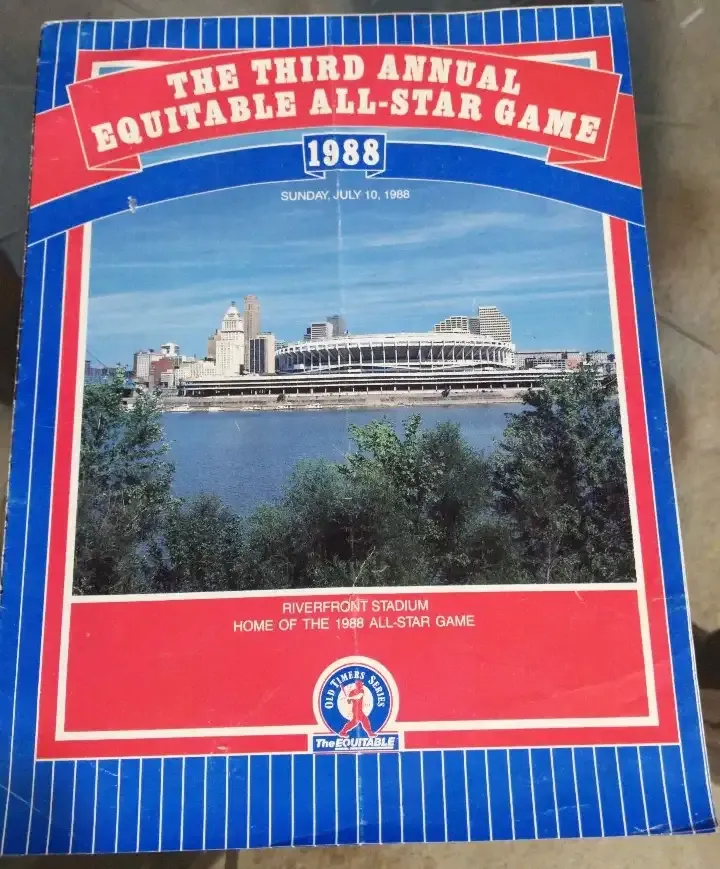 THE THIRD ANNUAL
EQUITABLE ALL-STAR GAME
1988
SUNDAY, JULY 10, 1988
RIVERFRONT STADIUM
HOME OF THE 1988 ALL-STAR GAME
OLD TIMERS SERIES
The EQUITABLE